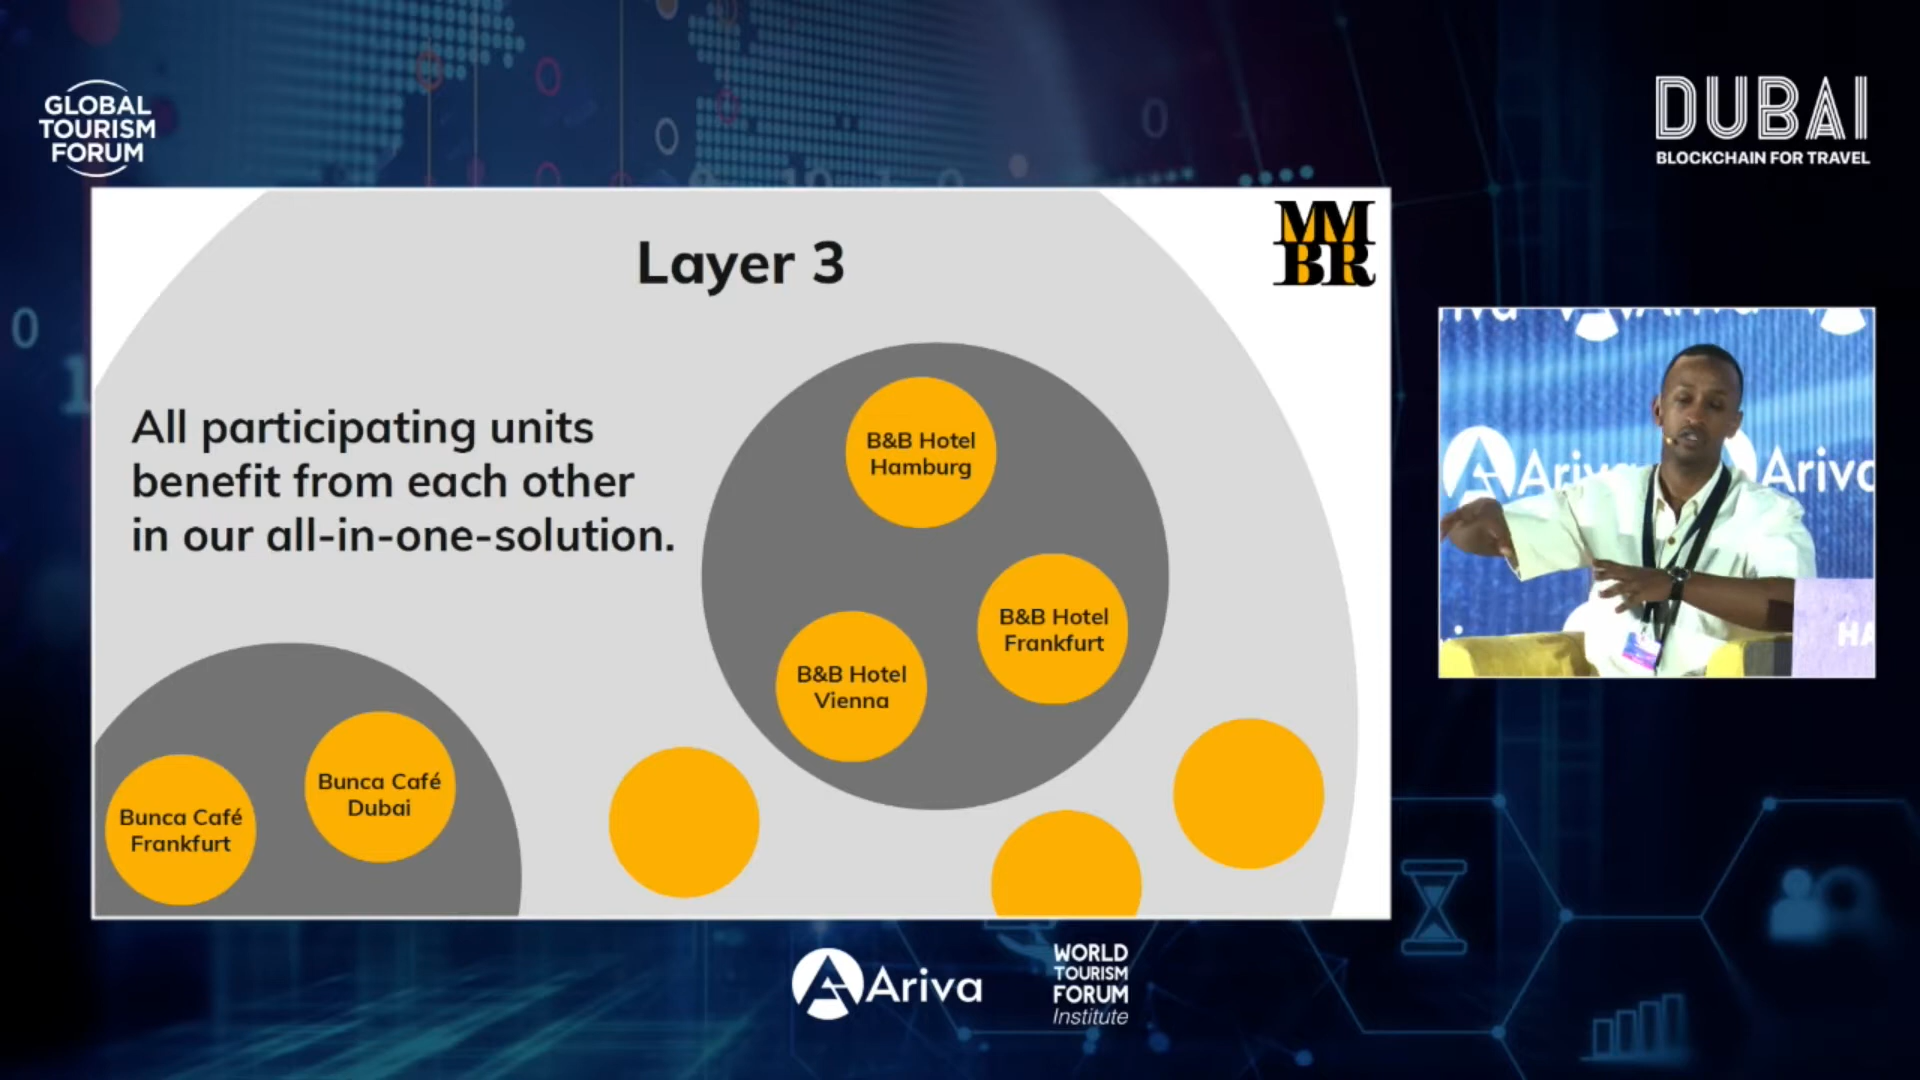 GLOBAL
TOURISM
FORUM
DUBAI
BLOCKCHAIN FOR TRAVEL
Layer 3
MM
BR
All participating units
benefit from each other
in our all-in-one-solution.
B&B Hotel
Hamburg
B&B Hotel
Frankfurt
B&B Hotel
Vienna
Bunca Café
Dubai
Bunca Café
Frankfurt
Ariva
Ariva
HA
Ariva
WORLD
TOURISM
FORUM
Institute